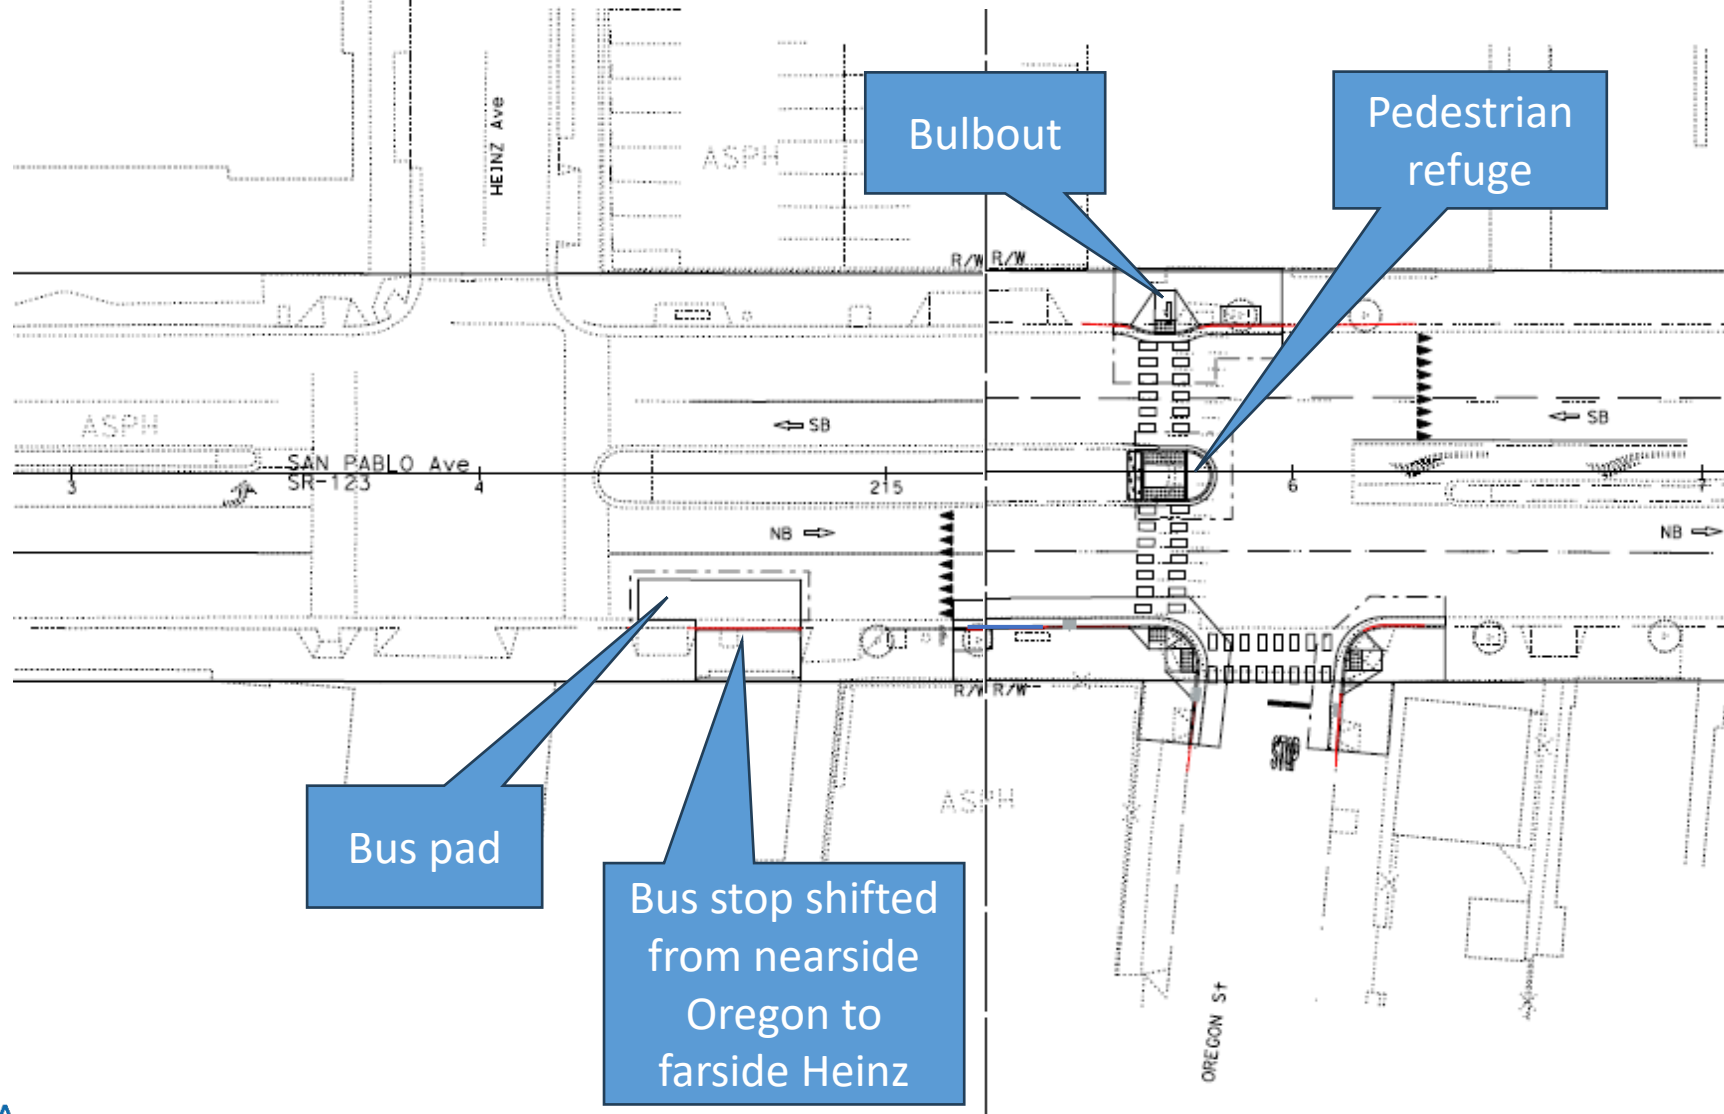 HEINZ Ave
ASPH
Bulbout
Pedestrian
refuge
R/W R/W
ASPH
SB
SB
SAN PABLO Ave
SR-123
3
4
215
6
7
NB
NB
R/W R/W
STOP
ASPH
Bus pad
Bus stop shifted
from nearside
Oregon to
farside Heinz
OREGON St